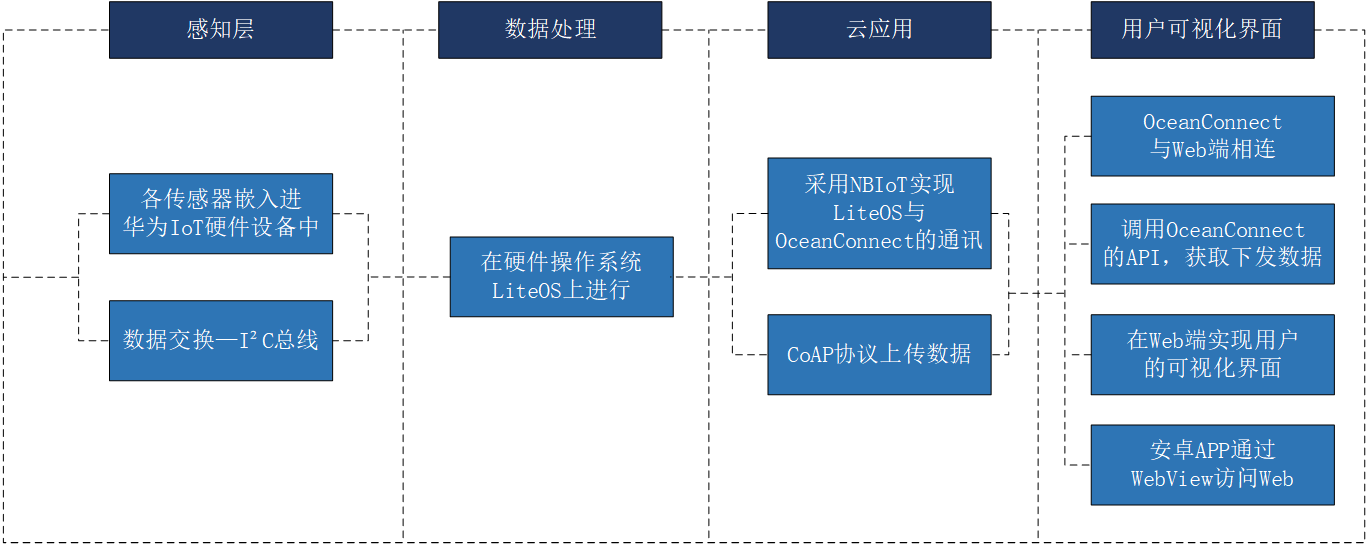 感知层
数据处理
云应用
用户可视化界面
各传感器嵌入进
华为IoT硬件设备中
数据交换—I²C总线
在硬件操作系统
LiteOS上进行
采用NBIoT实现
LiteOS与
OceanConnect的通讯
CoAP协议上传数据
OceanConnect
与Web端相连
调用OceanConnect
的API，获取下发数据
在Web端实现用户
的可视化界面
安卓APP通过
WebView访问Web